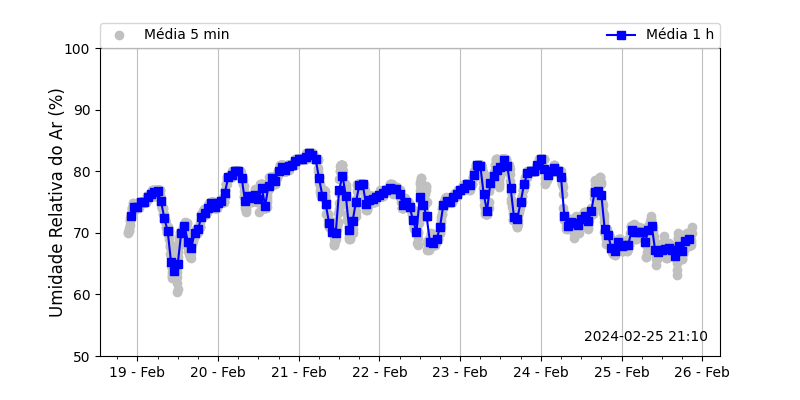 Média 5 min Média 1 h
Umidade Relativa do Ar (%)
100
90
80
70
60
50
2024-02-25 21:10
19 - Feb 20 - Feb 21 - Feb 22 - Feb 23 - Feb 24 - Feb 25 - Feb 26 - Feb